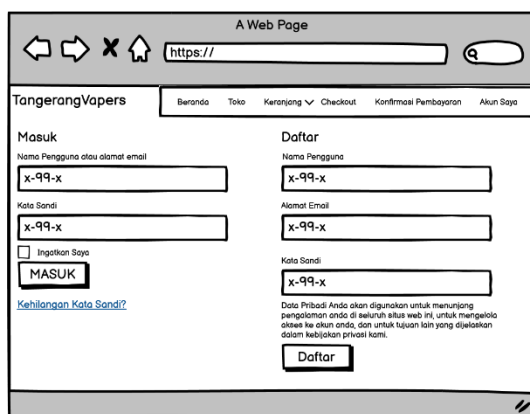 A Web Page
https://
TangerangVapers
Beranda Toko Keranjang Checkout Konfirmasi Pembayaran Akun Saya
Masuk
Nama Pengguna atau alamat email
x-99-x
Kata Sandi
x-99-x
Ingatkan Saya
MASUK
Kehilangan Kata Sandi?
Daftar
Nama Pengguna
x-99-x
Alamat Email
x-99-x
Kata Sandi
x-99-x
Data Pribadi Anda akan digunakan untuk menunjang
pengalaman anda di seluruh situs web ini, untuk mengelola
akses ke akun anda, dan untuk tujuan lain yang dijelaskan
dalam kebijakan privasi kami.
Daftar